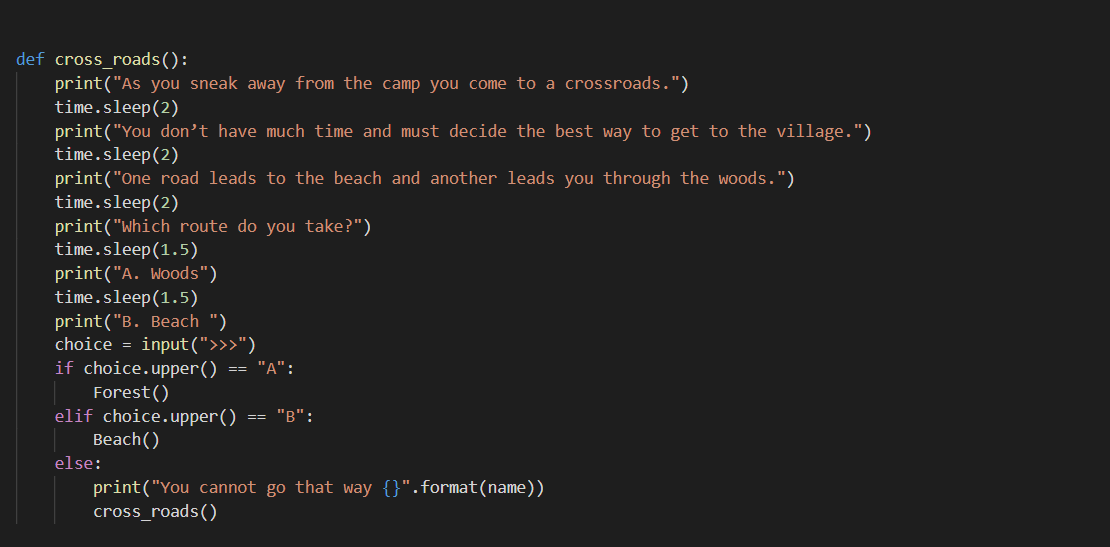 def cross_roads():
    print("As you sneak away from the camp you come to a crossroads.")
    time.sleep(2)
    print("You don’t have much time and must decide the best way to get to the village.")
    time.sleep(2)
    print("One road leads to the beach and another leads you through the woods.")
    time.sleep(2)
    print("Which route do you take?")
    time.sleep(1.5)
    print("A. Woods")
    time.sleep(1.5)
    print("B. Beach ")
    choice = input(">>>")
    if choice.upper() == "A":
        Forest()
    elif choice.upper() == "B":
        Beach()
    else:
        print("You cannot go that way {}".format(name))
        cross_roads()